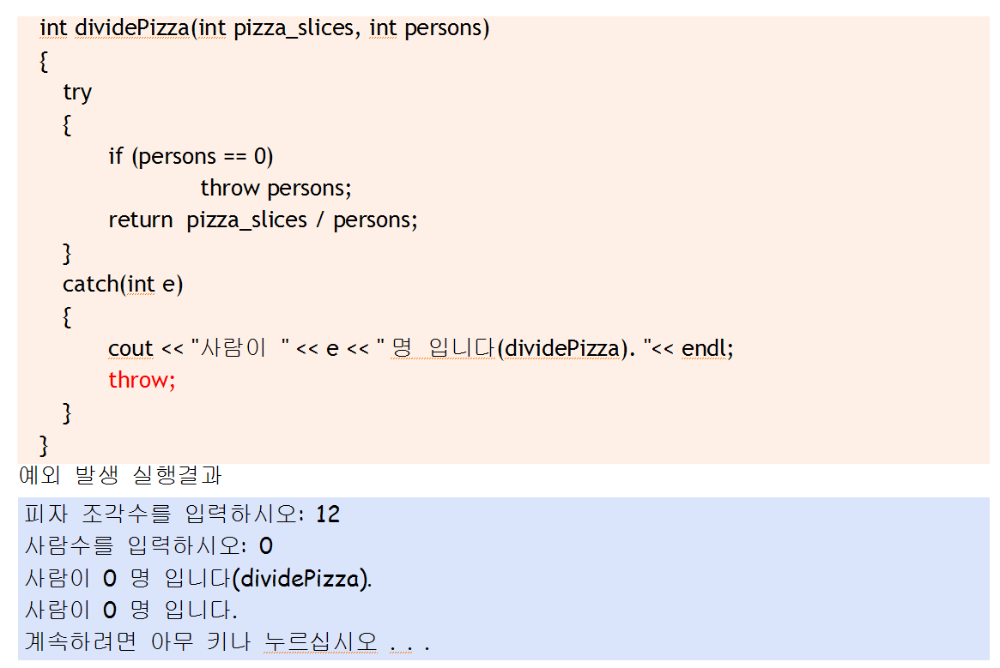 int dividePizza(int pizza_slices, int persons)
{
try
{
if (persons == 0)
throw persons;
return pizza_slices / persons;
}
catch(int e)
{
cout << "사람이 " << e << " 명 입니다(dividePizza). "<< endl;
throw;
}
}
예외 발생 실행결과
피자 조각수를 입력하시오: 12
사람수를 입력하시오: 0
사람이 0 명 입니다(dividePizza).
사람이 0 명 입니다.
계속하려면 아무 키나 누르십시오 . . .